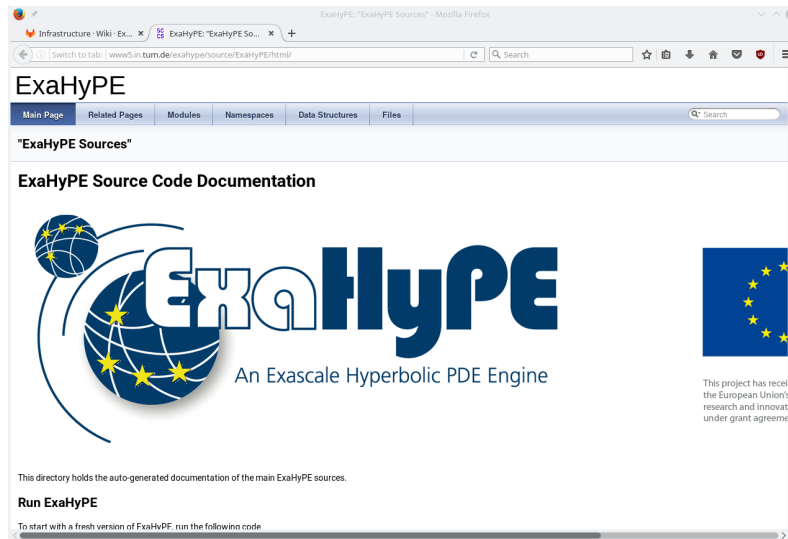 ExaHyPE: "ExaHyPE Sources" - Mozilla Firefox
Infrastructure · Wiki · Ex...
SC
CS
ExaHyPE: "ExaHyPE So...
Switch to tab: www5.in.tum.de/exahype/source/ExaHyPE/html/
Search
ExaHyPE
Main Page Related Pages Modules Namespaces Data Structures Files
Search
"ExaHyPE Sources"
ExaHyPE Source Code Documentation
ExaHyPE
An Exascale Hyperbolic PDE Engine
This project has recei
the European Union's
research and innovat
under grant agreeme
This directory holds the auto-generated documentation of the main ExaHyPE sources.
Run ExaHyPE
To start with a fresh version of ExaHyPE, run the following code